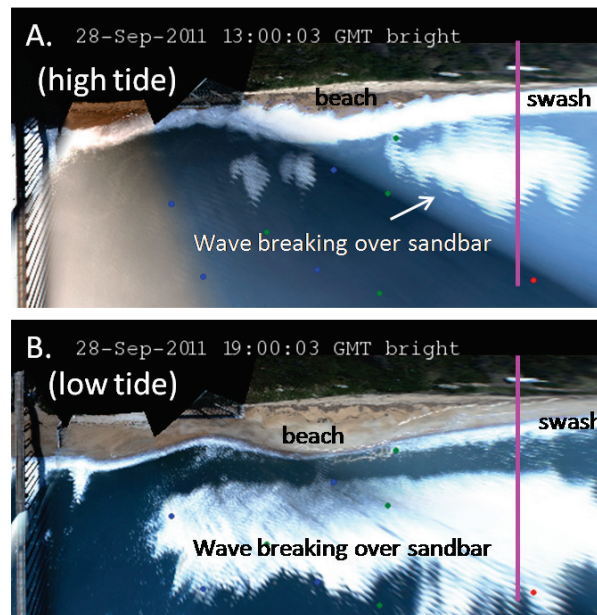 A. 28-Sep-2011 13:00:03 GMT bright
(high tide)
beach
swash
Wave breaking over sandbar
B. 28-Sep-2011 19:00:03 GMT bright
(low tide)
swash
beach
Wave breaking over sandbar